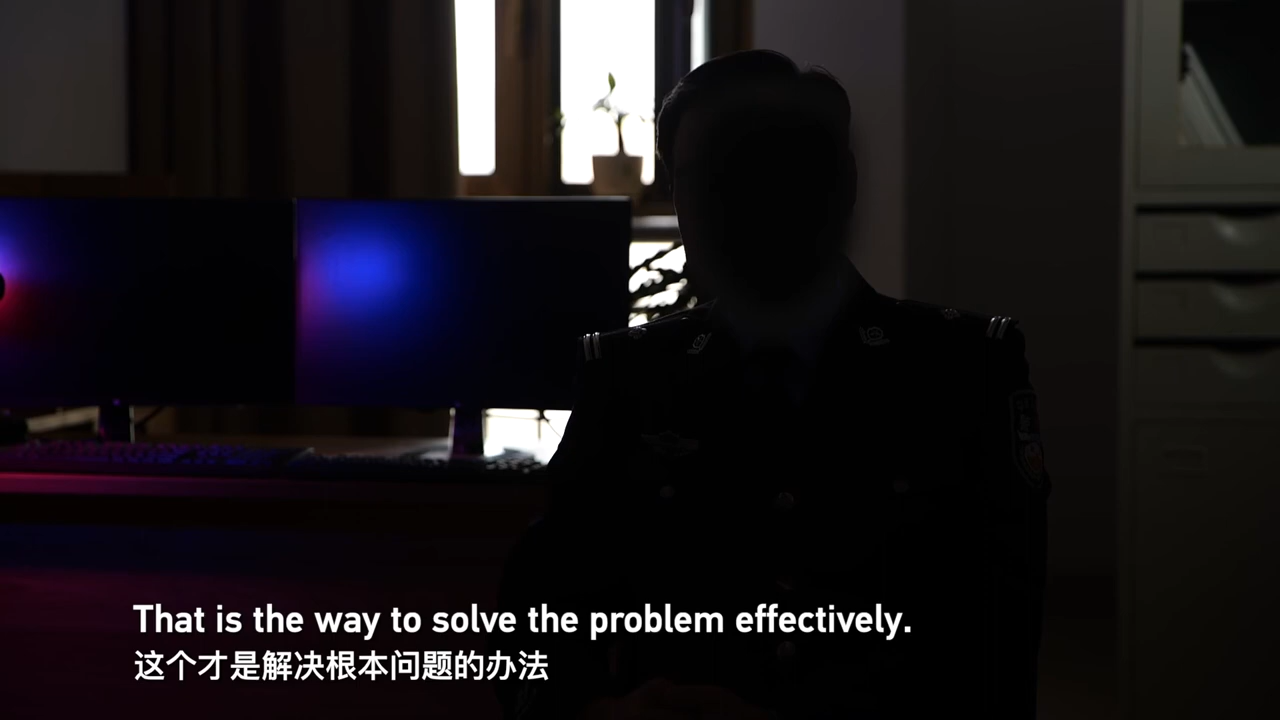 That is the way to solve the problem effectively.
这个才是解决根本问题的办法